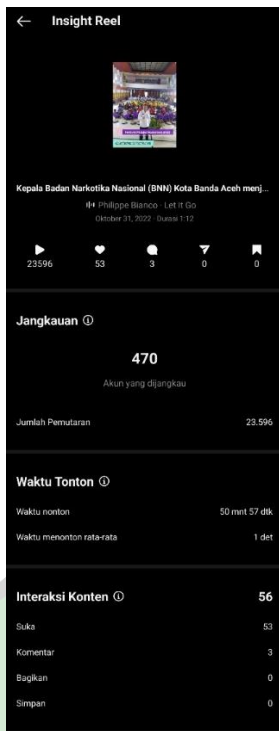 Insight Reel
Kepala Badan Narkotika Nasional (BNN) Kota Banda Aceh menj...
Philippe Bianco · Let It Go
Oktober 31, 2022 · Durasi 1:12
23596 53 3 0 0
Jangkauan
470
Akun yang dijangkau
Jumlah Pemutaran 23.596
Waktu Tonton
Waktu nonton 50 mnt 57 dtk
Waktu menonton rata-rata 1 det
Interaksi Konten 56
Suka 53
Komentar 3
Bagikan 0
Simpan 0